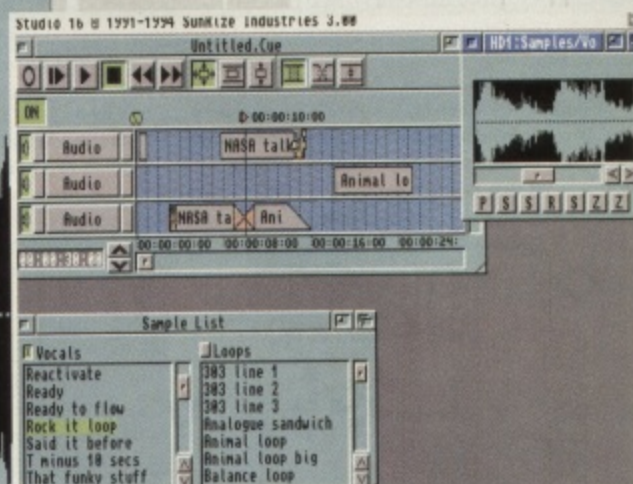 Studio 16 © 1991-1994 SunRize Industries 3.00
Untitled.Cue
HD1:Samples/Vo
ON
00:00:10:00
Audio
NASA talk
Audio
Animal lo
Audio
NASA ta
Ani
00:00:00:00 00:00:08:00 00:00:16:00 00:00:24:
P S S R S Z Z
Sample List
Vocals
Reactivate
Ready
Ready to flow
Rock it loop
Said it before
T minus 10 secs
That funky stuff
Loops
303 line 1
303 line 2
303 line 3
Analogue sandwich
Animal loop
Animal loop big
Balance loop